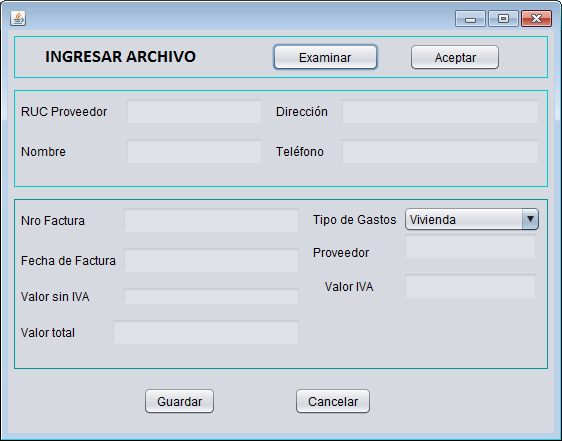 INGRESAR ARCHIVO Examinar Aceptar
RUC Proveedor Dirección
Nombre Teléfono
Nro Factura Tipo de Gastos Vivienda
Fecha de Factura Proveedor
Valor sin IVA Valor IVA
Valor total
Guardar Cancelar